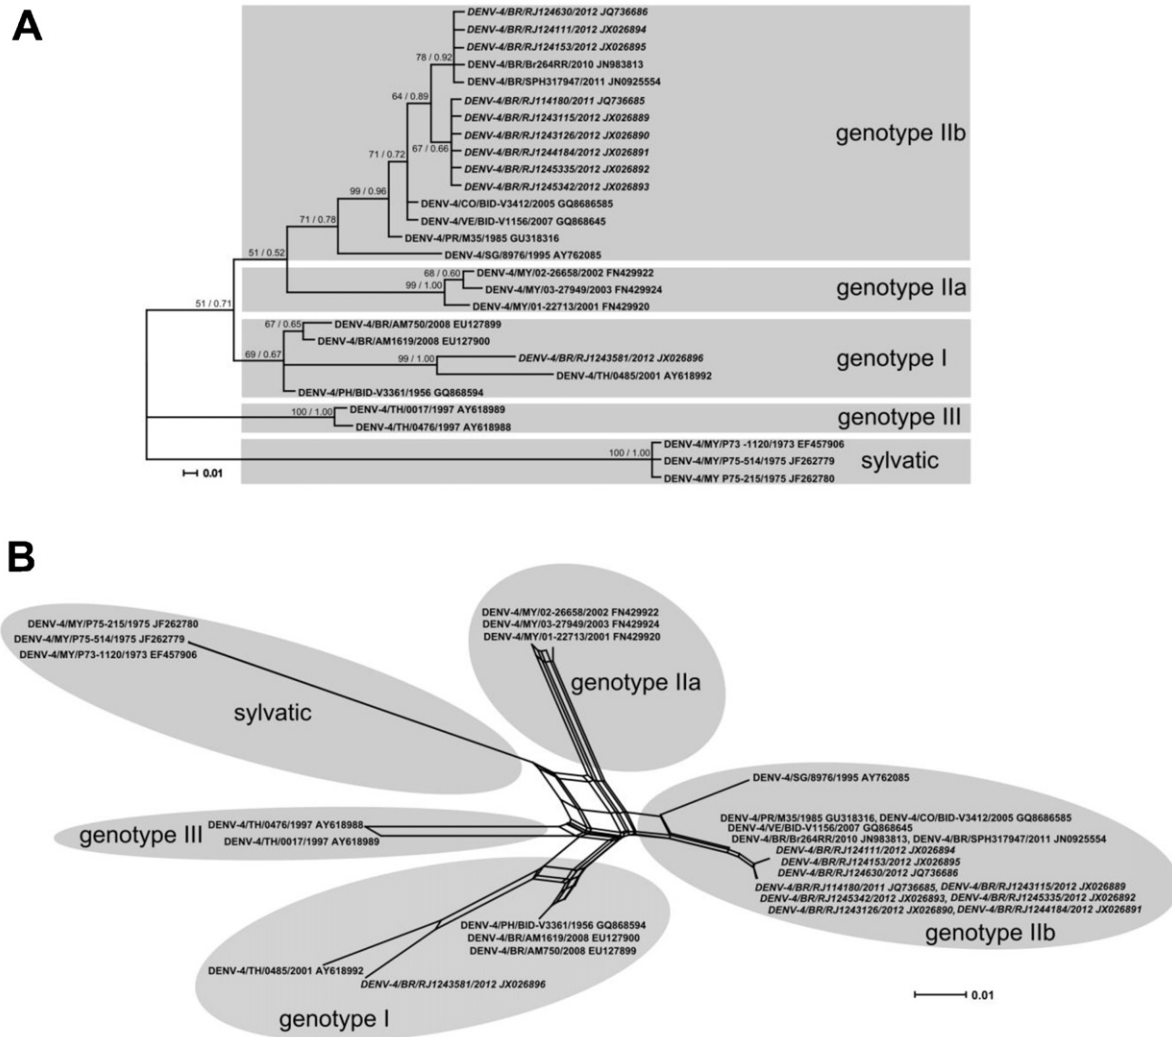 A
DENV-4/BR/RJ124630/2012 JQ736686
DENV-4/BR/RJ124111/2012 JX026894
DENV-4/BR/RJ124153/2012 JX026895
78 / 0.92
DENV-4/BR/Br264RR/2010 JN983813
DENV-4/BR/SPH317947/2011 JN0925554
64 / 0.89
DENV-4/BR/RJ114180/2011 JQ736685
DENV-4/BR/RJ1243115/2012 JX026889
genotype IIb
DENV-4/BR/RJ1243126/2012 JX026890
67 / 0.66
DENV-4/BR/RJ1244184/2012 JX026891
71 / 0.72
DENV-4/BR/RJ1245335/2012 JX026892
DENV-4/BR/RJ1245342/2012 JX026893
99 / 0.96
DENV-4/CO/BID-V3412/2005 GQ8686585
71 / 0.78
DENV-4/VE/BID-V1156/2007 GQ868645
DENV-4/PR/M35/1985 GU318316
51 / 0.52
DENV-4/SG/8976/1995 AY762085
68 / 0.60
DENV-4/MY/02-26658/2002 FN429922
99 / 1.00
DENV-4/MY/03-27949/2003 FN429924
genotype IIa
51 / 0.71
DENV-4/MY/01-22713/2001 FN429920
67 / 0.65
DENV-4/BR/AM750/2008 EU127899
DENV-4/BR/AM1619/2008 EU127900
69 / 0.67
99 / 1.00
DENV-4/BR/RJ1243581/2012 JX026896
genotype I
DENV-4/TH/0485/2001 AY618992
DENV-4/PH/BID-V3361/1956 GQ868594
100 / 1.00
DENV-4/TH/0017/1997 AY618989
genotype III
DENV-4/TH/0476/1997 AY618988
DENV-4/MY/P73 -1120/1973 EF457906
100 / 1.00
DENV-4/MY/P75-514/1975 JF262779
sylvatic
0.01
DENV-4/MY P75-215/1975 JF262780
B
DENV-4/MY/P75-215/1975 JF262780
DENV-4/MY/P75-514/1975 JF262779
DENV-4/MY/P73-1120/1973 EF457906
sylvatic
DENV-4/MY/02-26658/2002 FN429922
DENV-4/MY/03-27949/2003 FN429924
DENV-4/MY/01-22713/2001 FN429920
genotype IIa
DENV-4/SG/8976/1995 AY762085
DENV-4/PR/M35/1985 GU318316, DENV-4/CO/BID-V3412/2005 GQ8686585
DENV-4/VE/BID-V1156/2007 GQ868645
DENV-4/BR/Br264RR/2010 JN983813, DENV-4/BR/SPH317947/2011 JN0925554
DENV-4/BR/RJ124111/2012 JX026894
DENV-4/BR/RJ124153/2012 JX026895
DENV-4/BR/RJ124630/2012 JQ736686
DENV-4/BR/RJ114180/2011 JQ736685, DENV-4/BR/RJ1243115/2012 JX026889
DENV-4/BR/RJ1245342/2012 JX026893, DENV-4/BR/RJ1245335/2012 JX026892
DENV-4/BR/RJ1243126/2012 JX026890, DENV-4/BR/RJ1244184/2012 JX026891
genotype IIb
genotype III
DENV-4/TH/0476/1997 AY618988
DENV-4/TH/0017/1997 AY618989
DENV-4/PH/BID-V3361/1956 GQ868594
DENV-4/BR/AM1619/2008 EU127900
DENV-4/BR/AM750/2008 EU127899
DENV-4/TH/0485/2001 AY618992
DENV-4/BR/RJ1243581/2012 JX026896
genotype I
0.01